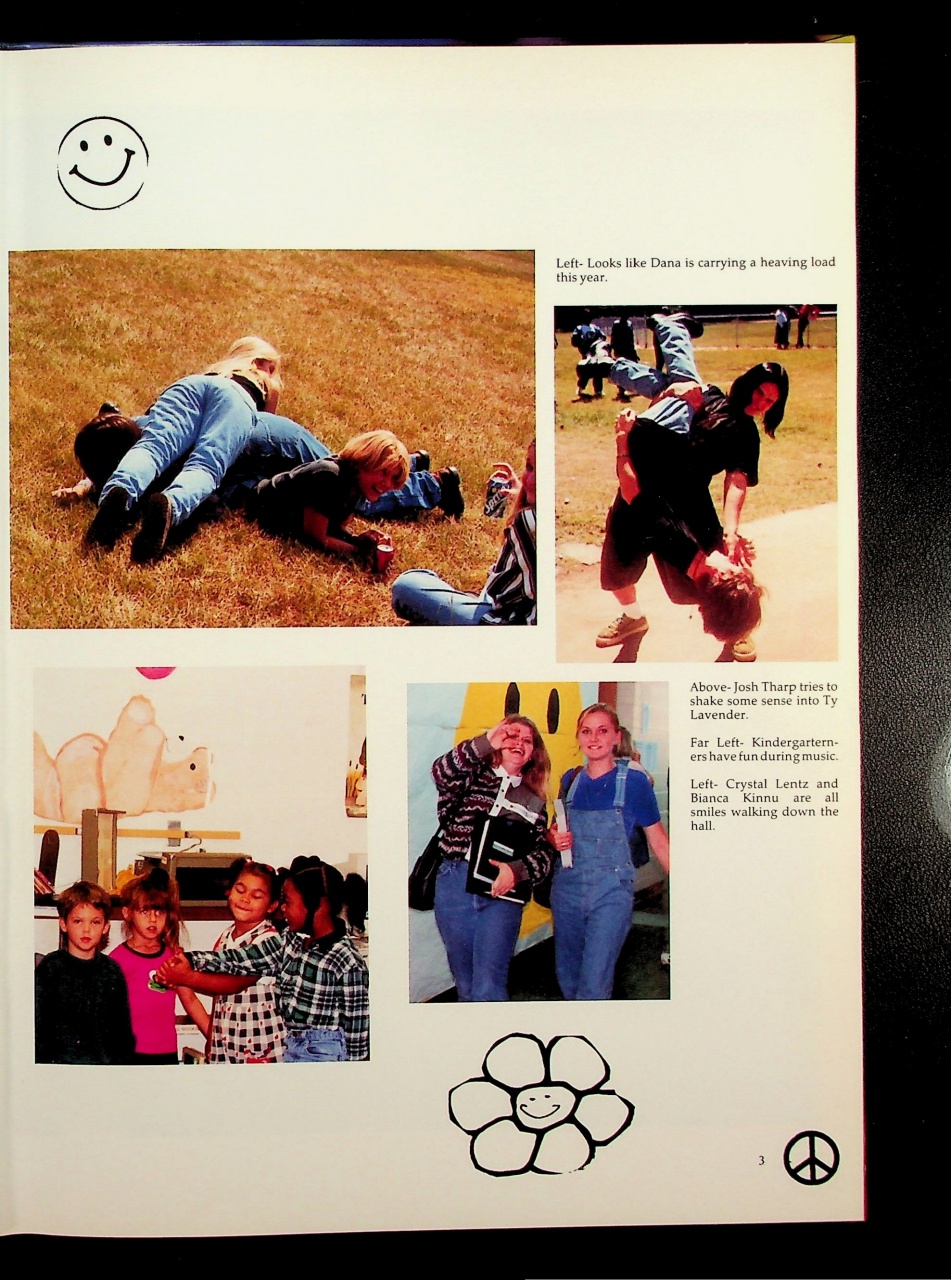 Left- Looks like Dana is carrying a heaving load
this year.
Above- Josh Tharp tries to
shake some sense into Ty
Lavender.
Far Left- Kindergartern-
ers have fun during music.
Left- Crystal Lentz and
Bianca Kinnu are all
smiles walking down the
hall.
3